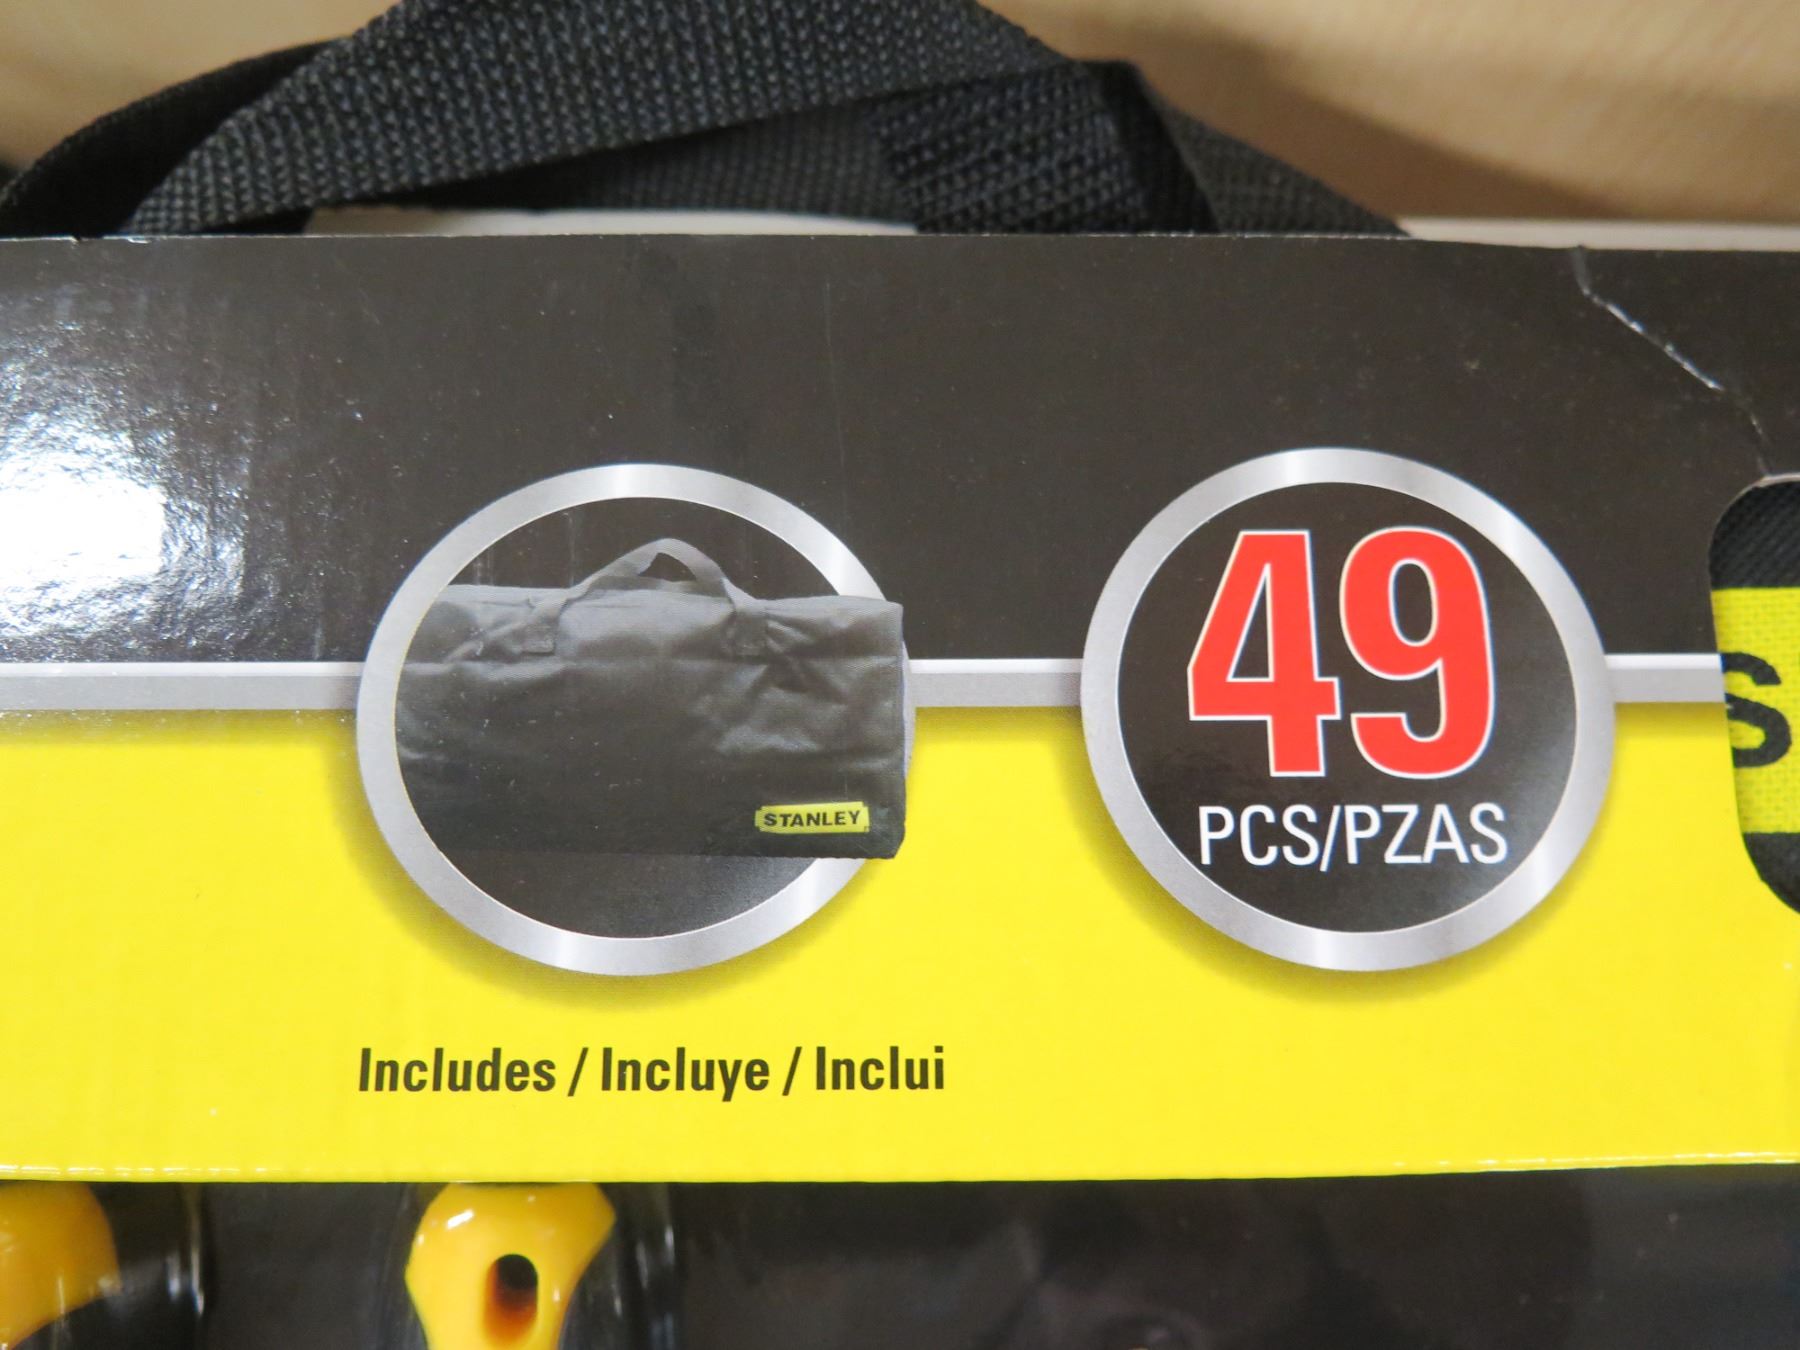 49
PCS/PZAS
STANLEY
Includes / Incluye / Inclui